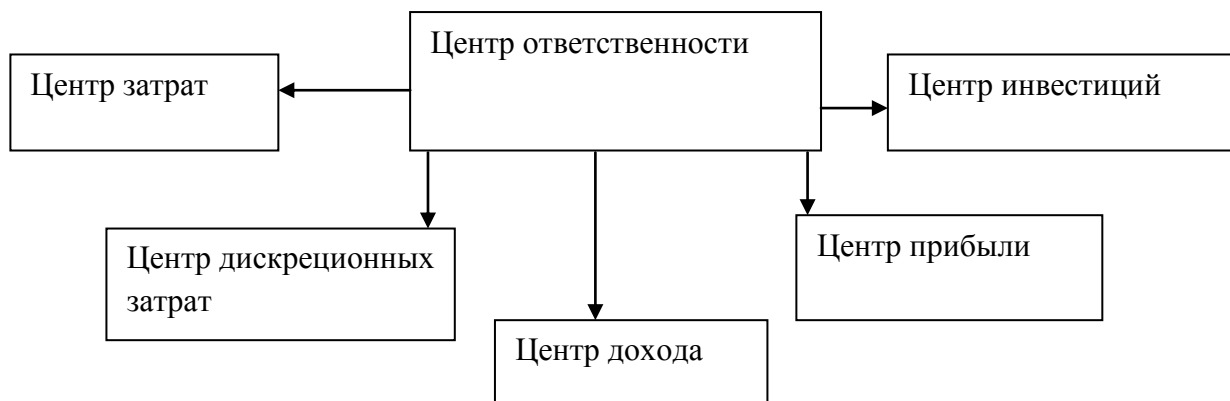 Центр ответственности
Центр затрат
Центр инвестиций
Центр дискреционных
затрат
Центр прибыли
Центр дохода